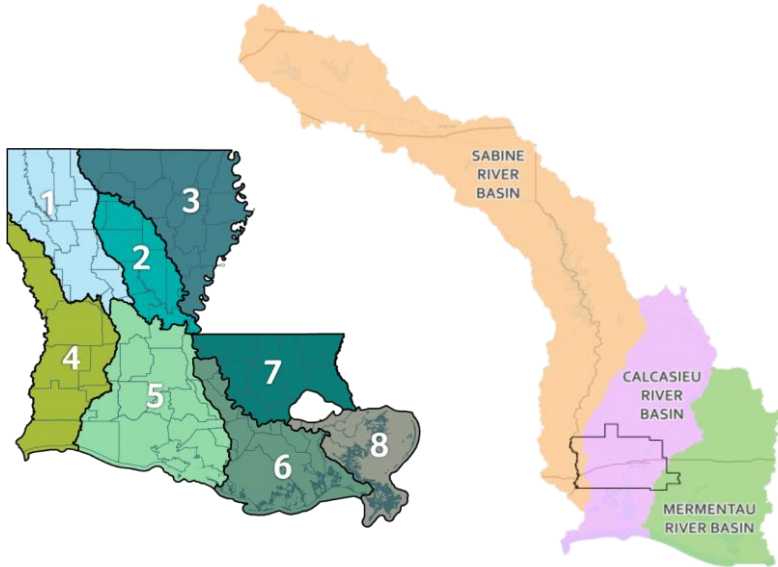 1
3
2
4
5
7
6
8
SABINE
RIVER
BASIN
CALCASIEU
RIVER
BASIN
MERMENTAU
RIVER BASIN